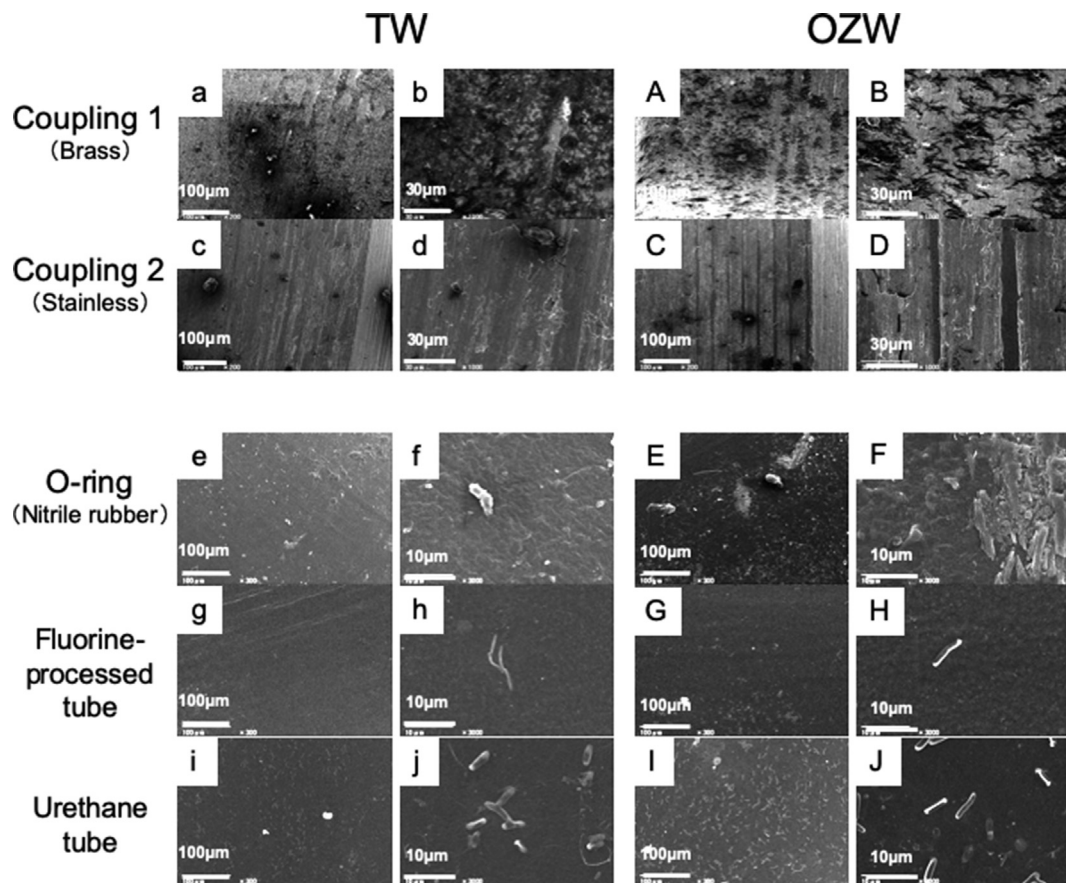 TW OZW
Coupling 1
（Brass）
a b A B
100μm 30μm 100μm 30μm
Coupling 2
（Stainless）
c d C D
100μm 30μm 100μm 30μm
O-ring
（Nitrile rubber）
e f E F
100μm 10μm 100μm 10μm
Fluorine-
processed
tube
g h G H
100μm 10μm 100μm 10μm
Urethane
tube
i j I J
100μm 10μm 100μm 10μm